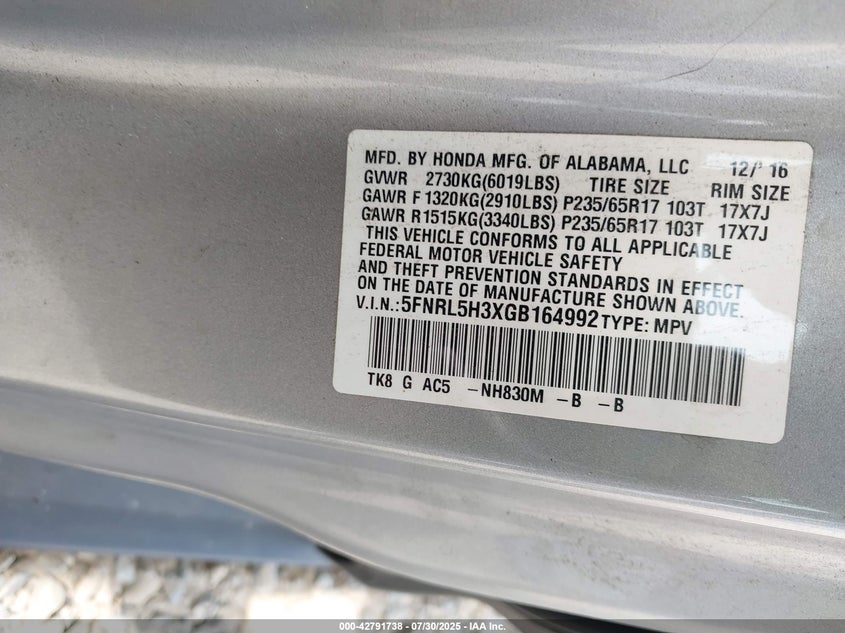 MFD. BY HONDA MFG. OF ALABAMA, LLC 12/' 16
GVWR 2730KG(6019LBS) TIRE SIZE RIM SIZE
GAWR F 1320KG(2910LBS) P235/65R17 103T 17X7J
GAWR R1515KG(3340LBS) P235/65R17 103T 17X7J
THIS VEHICLE CONFORMS TO ALL APPLICABLE
FEDERAL MOTOR VEHICLE SAFETY
AND THEFT PREVENTION STANDARDS IN EFFECT
ON THE DATE OF MANUFACTURE SHOWN ABOVE.
V.I.N.:5FNRL5H3XGB164992 TYPE: MPV
TK8 G AC5 -NH830M -B -B
000-42791738 | 07/30/2025 | IAA Inc.